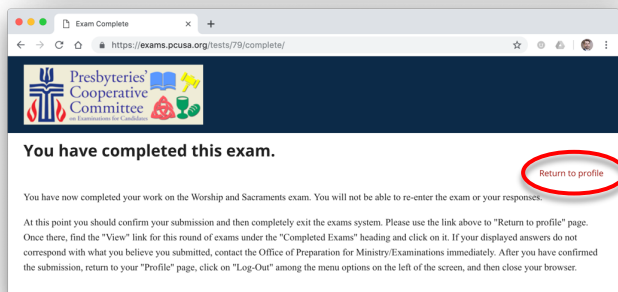 Exam Complete
https://exams.pcusa.org/tests/79/complete/
Presbyteries'
Cooperative
Committee
on Examinations for Candidates
You have completed this exam.
Return to profile
You have now completed your work on the Worship and Sacraments exam. You will not be able to re-enter the exam or your responses.
At this point you should confirm your submission and then completely exit the exams system. Please use the link above to "Return to profile" page.
Once there, find the "View" link for this round of exams under the "Completed Exams" heading and click on it. If your displayed answers do not
correspond with what you believe you submitted, contact the Office of Preparation for Ministry/Examinations immediately. After you have confirmed
the submission, return to your "Profile" page, click on "Log-Out" among the menu options on the left of the screen, and then close your browser.